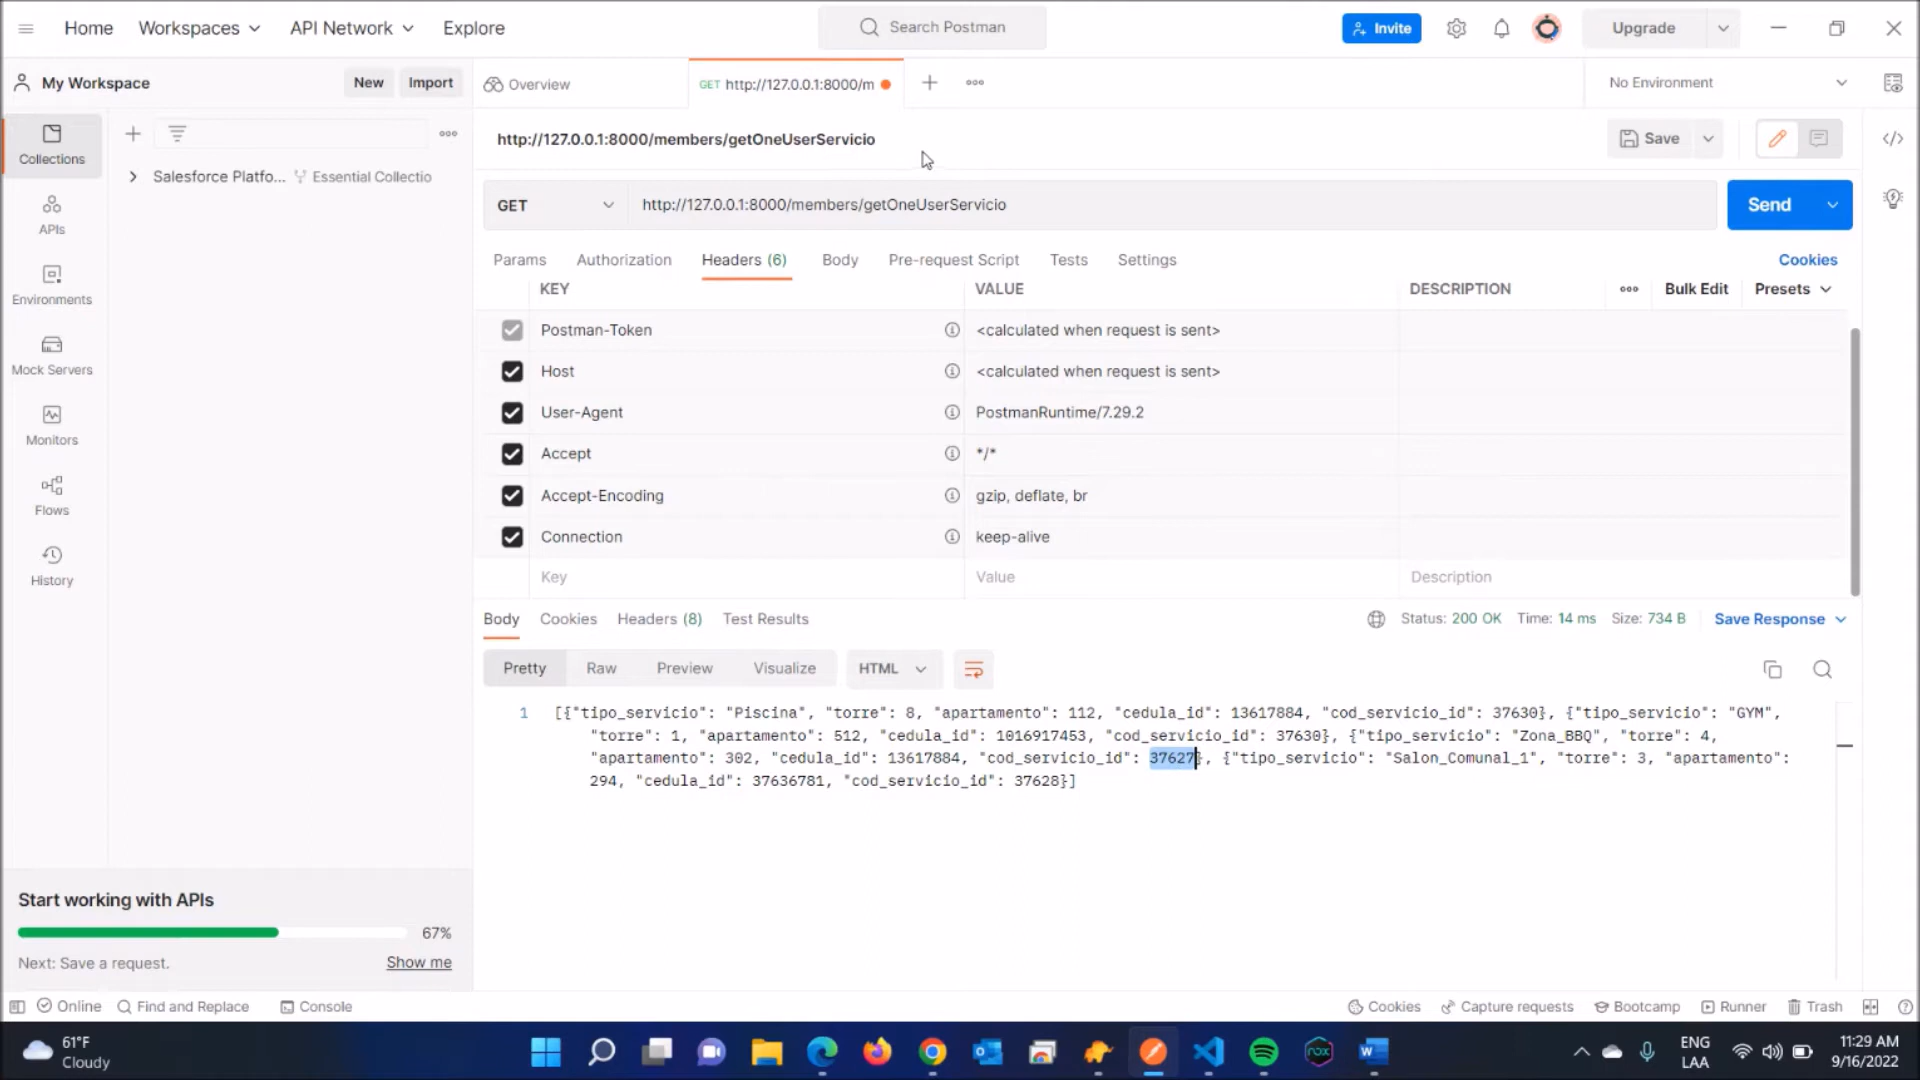 Home Workspaces API Network Explore Search Postman Invite Upgrade
My Workspace New Import Overview GET http://127.0.0.1:8000/m No Environment
http://127.0.0.1:8000/members/getOneUserServicio Save
Collections
Salesforce Platfo... Essential Collectio
GET http://127.0.0.1:8000/members/getOneUserServicio Send
APIs
Params Authorization Headers (6) Body Pre-request Script Tests Settings Cookies
KEY VALUE DESCRIPTION Bulk Edit Presets
Environments
Postman-Token <calculated when request is sent>
Host <calculated when request is sent>
Mock Servers
User-Agent PostmanRuntime/7.29.2
Monitors
Accept */*
Accept-Encoding gzip, deflate, br
Flows
Connection keep-alive
History
Key Value Description
Body Cookies Headers (8) Test Results Status: 200 OK Time: 14 ms Size: 734 B Save Response
Pretty Raw Preview Visualize HTML
1 [{"tipo_servicio": "Piscina", "torre": 8, "apartamento": 112, "cedula_id": 13617884, "cod_servicio_id": 37630}, {"tipo_servicio": "GYM",
"torre": 1, "apartamento": 512, "cedula_id": 1016917453, "cod_servicio_id": 37630}, {"tipo_servicio": "Zona_BBQ", "torre": 4,
"apartamento": 302, "cedula_id": 13617884, "cod_servicio_id": 37627}, {"tipo_servicio": "Salon_Comunal_1", "torre": 3, "apartamento":
294, "cedula_id": 37636781, "cod_servicio_id": 37628}]
Start working with APIs
67%
Next: Save a request. Show me
Online Find and Replace Console Cookies Capture requests Bootcamp Runner Trash
61°F
Cloudy
ENG
LAA
11:29 AM
9/16/2022